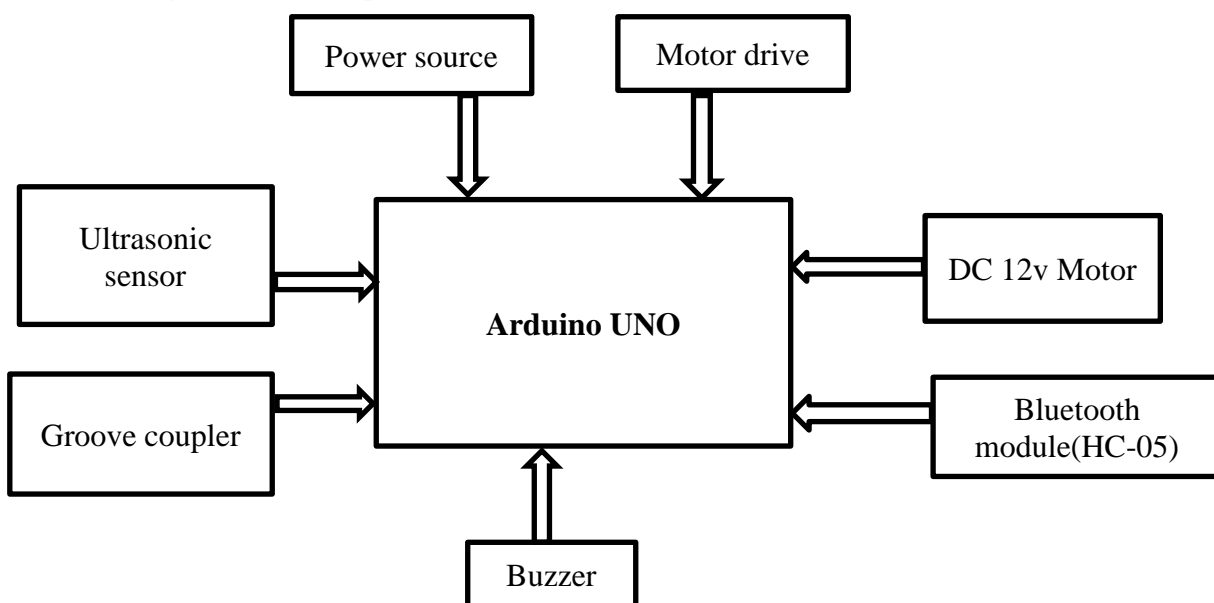 Power source
Motor drive
Ultrasonic
sensor
DC 12v Motor
Arduino UNO
Groove coupler
Bluetooth
module(HC-05)
Buzzer